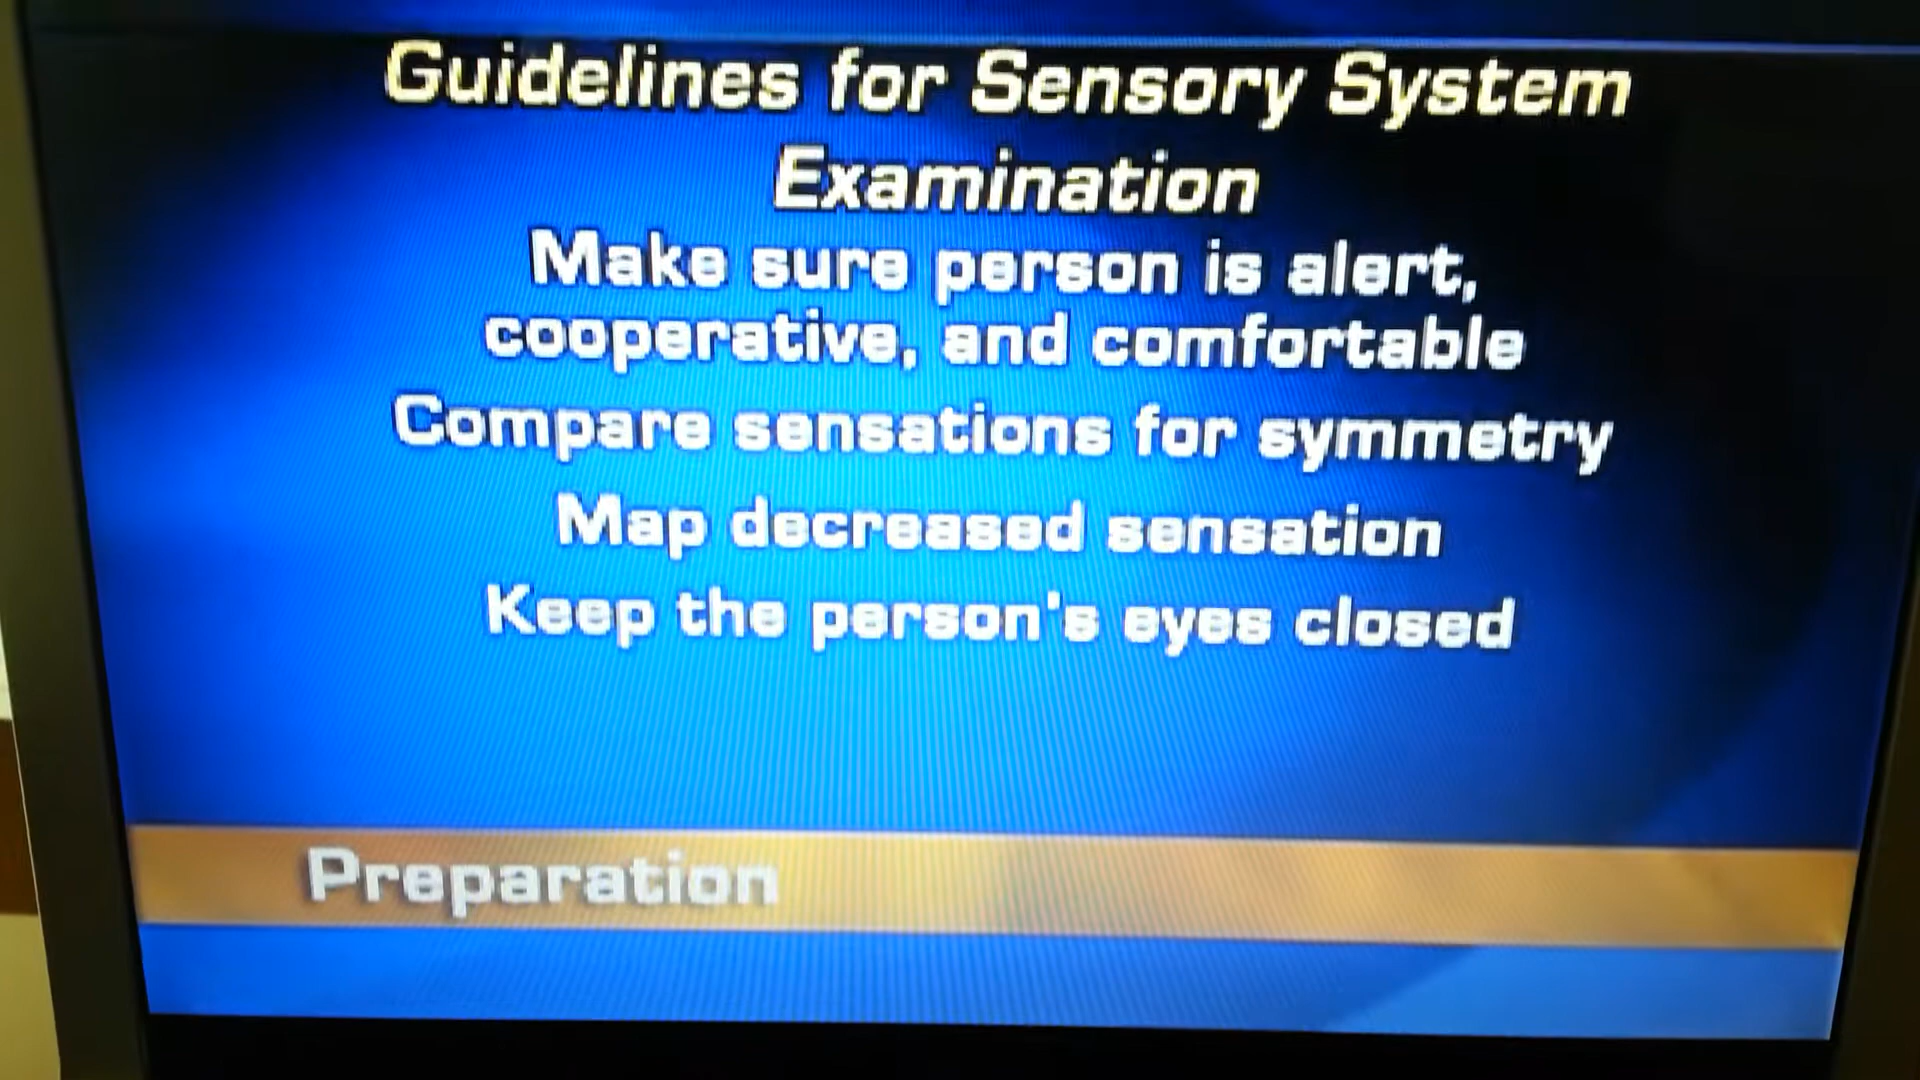 Guidelines for Sensory System
Examination
Make sure person is alert,
cooperative, and comfortable
Compare sensations for symmetry
Map decreased sensation
Keep the person's eyes closed
Preparation